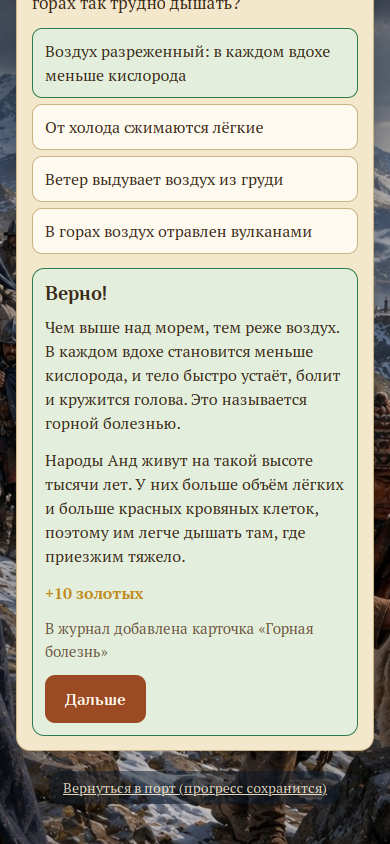 горах так трудно дышать?
Воздух разреженный: в каждом вдохе
меньше кислорода
От холода сжимаются лёгкие
Ветер выдувает воздух из груди
В горах воздух отравлен вулканами
Верно!
Чем выше над морем, тем реже воздух.
В каждом вдохе становится меньше
кислорода, и тело быстро устаёт, болит
и кружится голова. Это называется
горной болезнью.
Народы Анд живут на такой высоте
тысячи лет. У них больше объём лёгких
и больше красных кровяных клеток,
поэтому им легче дышать там, где
приезжим тяжело.
+10 золотых
В журнал добавлена карточка «Горная
болезнь»
Дальше
Вернуться в порт (прогресс сохранится)